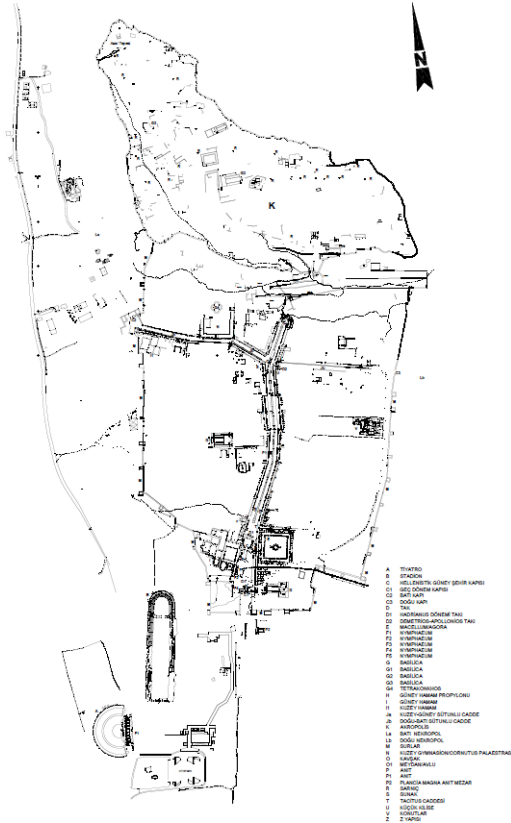 N
K
A TİYATRO
B STADİON
C HELLENİSTİK GÜNEY ŞEHİR KAPISI
C1 GEÇ DÖNEM KAPISI
C2 BATI KAPI
C3 DOĞU KAPI
D TAK
D1 HADRİANUS DÖNEMİ TAKI
D2 DEMETRİOS-APOLLONİOS TAKI
E MACELLUM/AGORA
F1 NYMPHAEUM
F2 NYMPHAEUM
F3 NYMPHAEUM
F4 NYMPHAEUM
F5 NYMPHAEUM
G BASİLİCA
G1 BASİLİCA
G2 BASİLİCA
G3 BASİLİCA
G4 TETRAKONKHOS
H GÜNEY HAMAM PROPYLONU
I GÜNEY HAMAM
II KUZEY HAMAM
Ja KUZEY-GÜNEY SÜTUNLU CADDE
Jb DOĞU-BATI SÜTUNLU CADDE
K AKROPOLİS
La BATI NEKROPOL
Lb DOĞU NEKROPOL
M SURLAR
N KUZEY GYMNASİON/CORNUTUS PALAESTRASI
O KAVŞAK
O1 MEYDAN/AVLU
P ANIT
P1 ANIT
P2 PLANCIA MAGNA ANIT MEZAR
R SARNIÇ
S SUNAK
T TACİTUS CADDESİ
U KÜÇÜK KİLİSE
V KONUTLAR
Z Z YAPISI